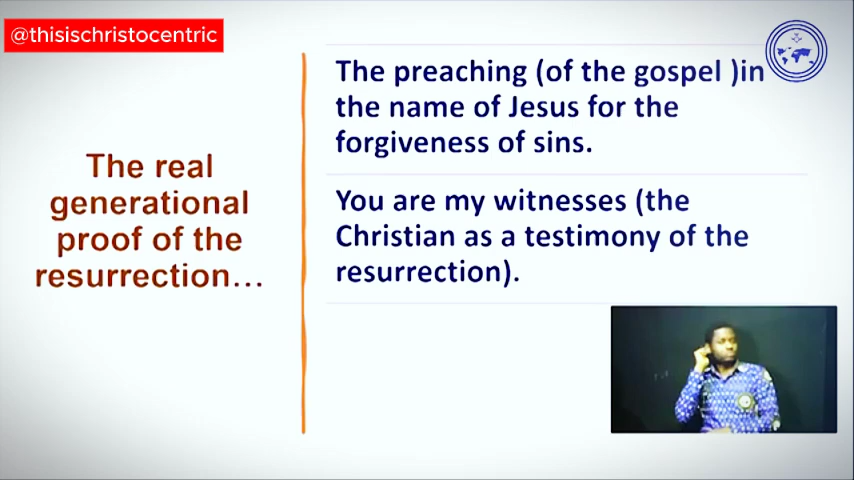 @thisischristocentric
The real
generational
proof of the
resurrection...
The preaching (of the gospel )in
the name of Jesus for the
forgiveness of sins.
You are my witnesses (the
Christian as a testimony of the
resurrection).